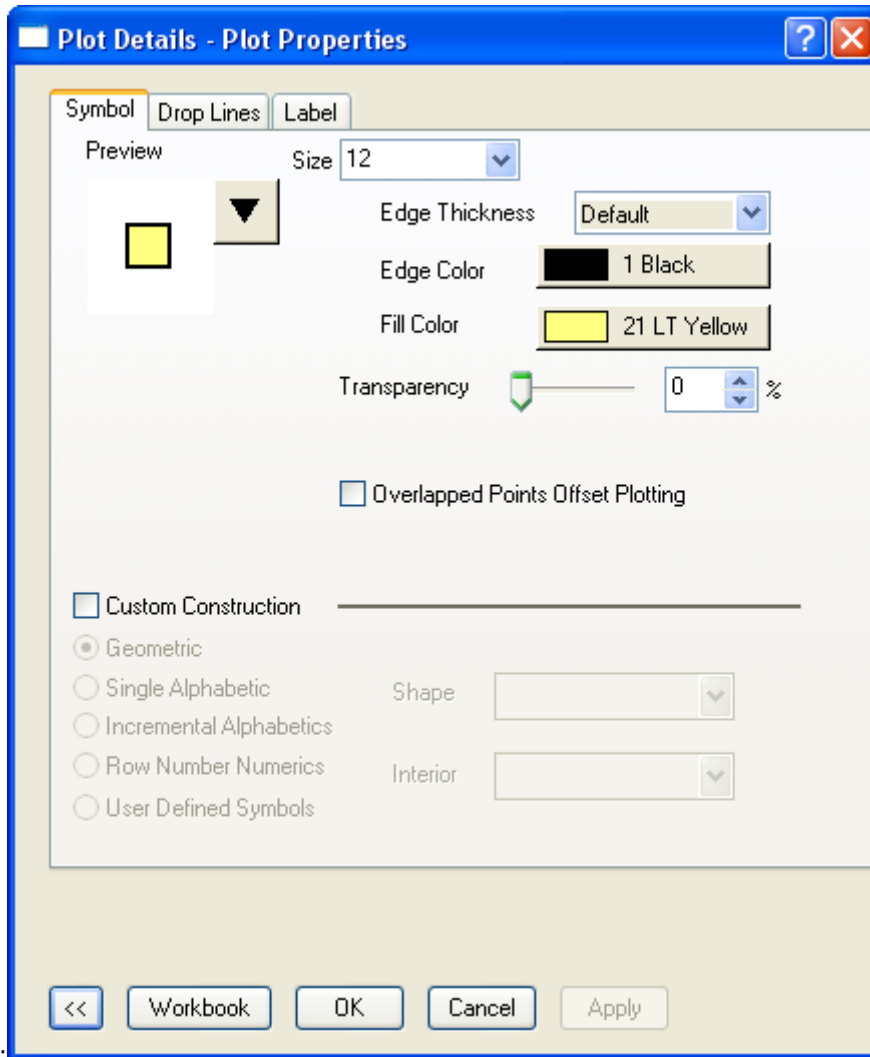 Plot Details - Plot Properties
?
Symbol Drop Lines Label
Preview Size 12
Edge Thickness Default
Edge Color 1 Black
Fill Color 21 LT Yellow
Transparency 0 %
Overlapped Points Offset Plotting
Custom Construction
Geometric
Single Alphabetic Shape
Incremental Alphabetics
Row Number Numerics Interior
User Defined Symbols
<< Workbook OK Cancel Apply
.